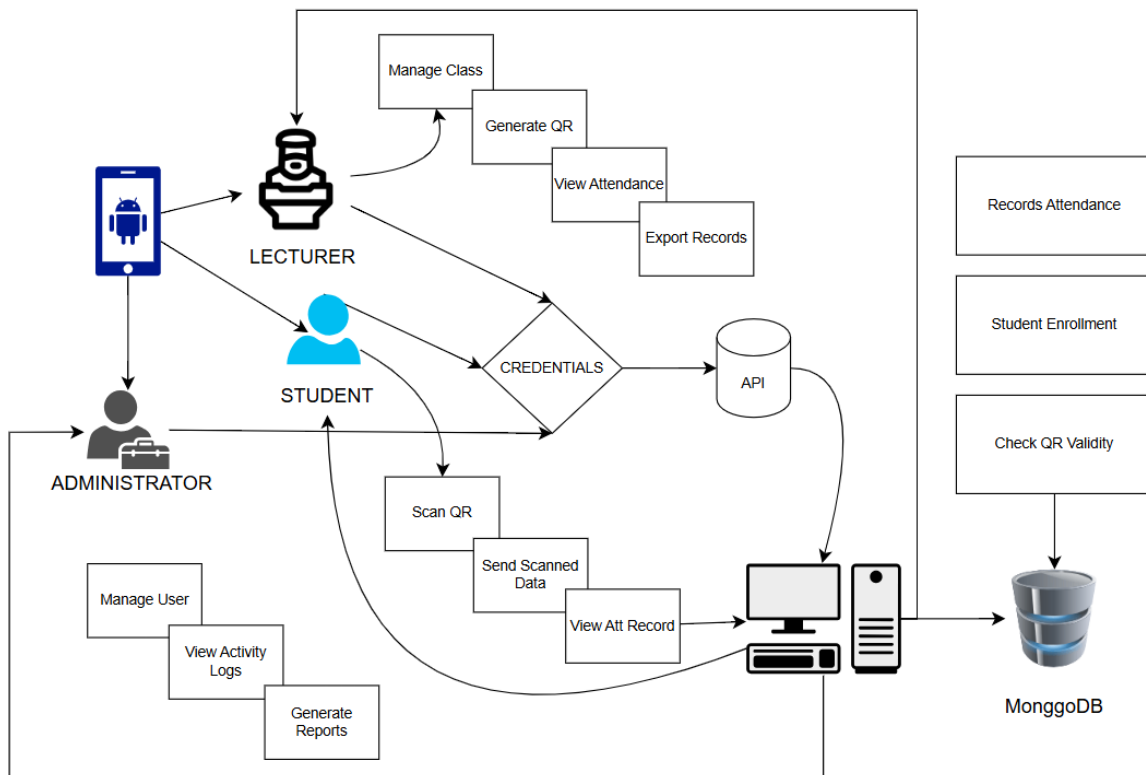 Manage Class
Generate QR
View Attendance
Export Records
LECTURER
Records Attendance
Student Enrollment
Check QR Validity
STUDENT
CREDENTIALS
API
ADMINISTRATOR
Scan QR
Send Scanned
Data
View Att Record
Manage User
View Activity
Logs
Generate
Reports
MonggoDB